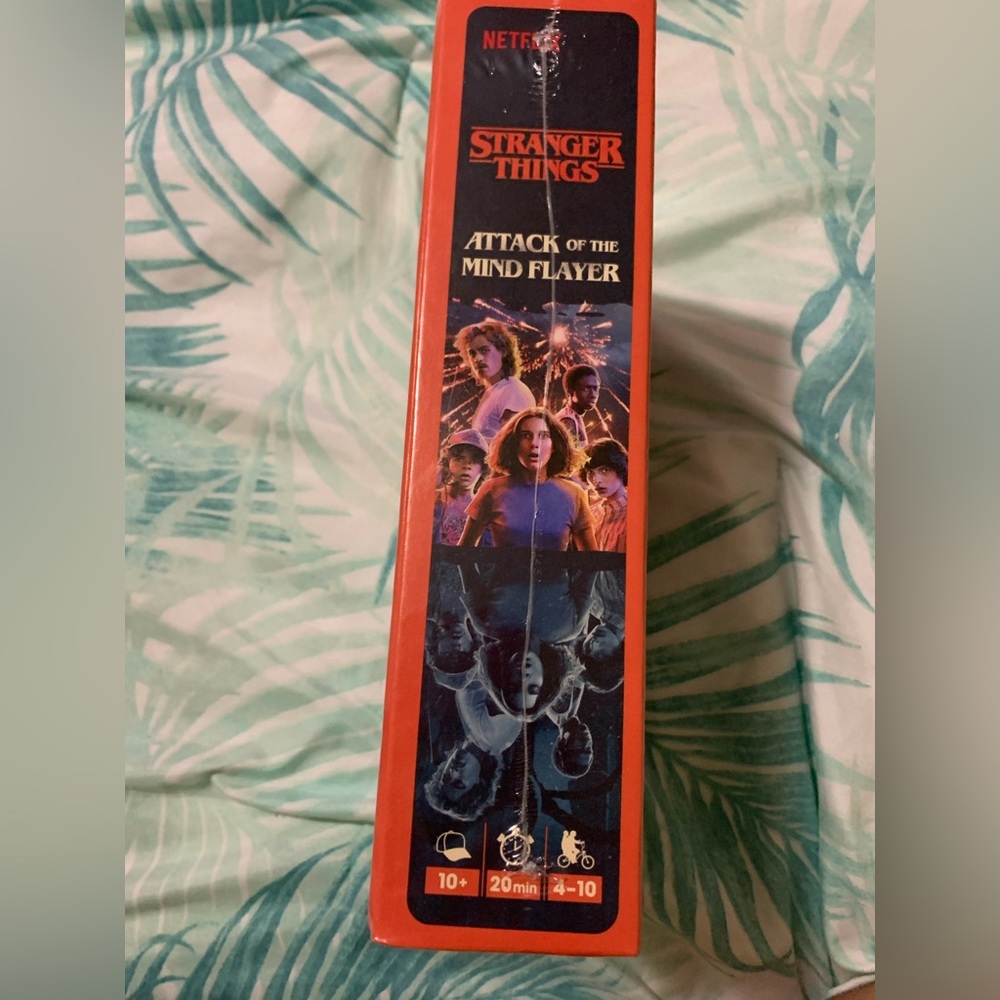 NETFLIX
STRANGER
THINGS
ATTACK OF THE
MIND FLAYER
10+ 20min 4-10